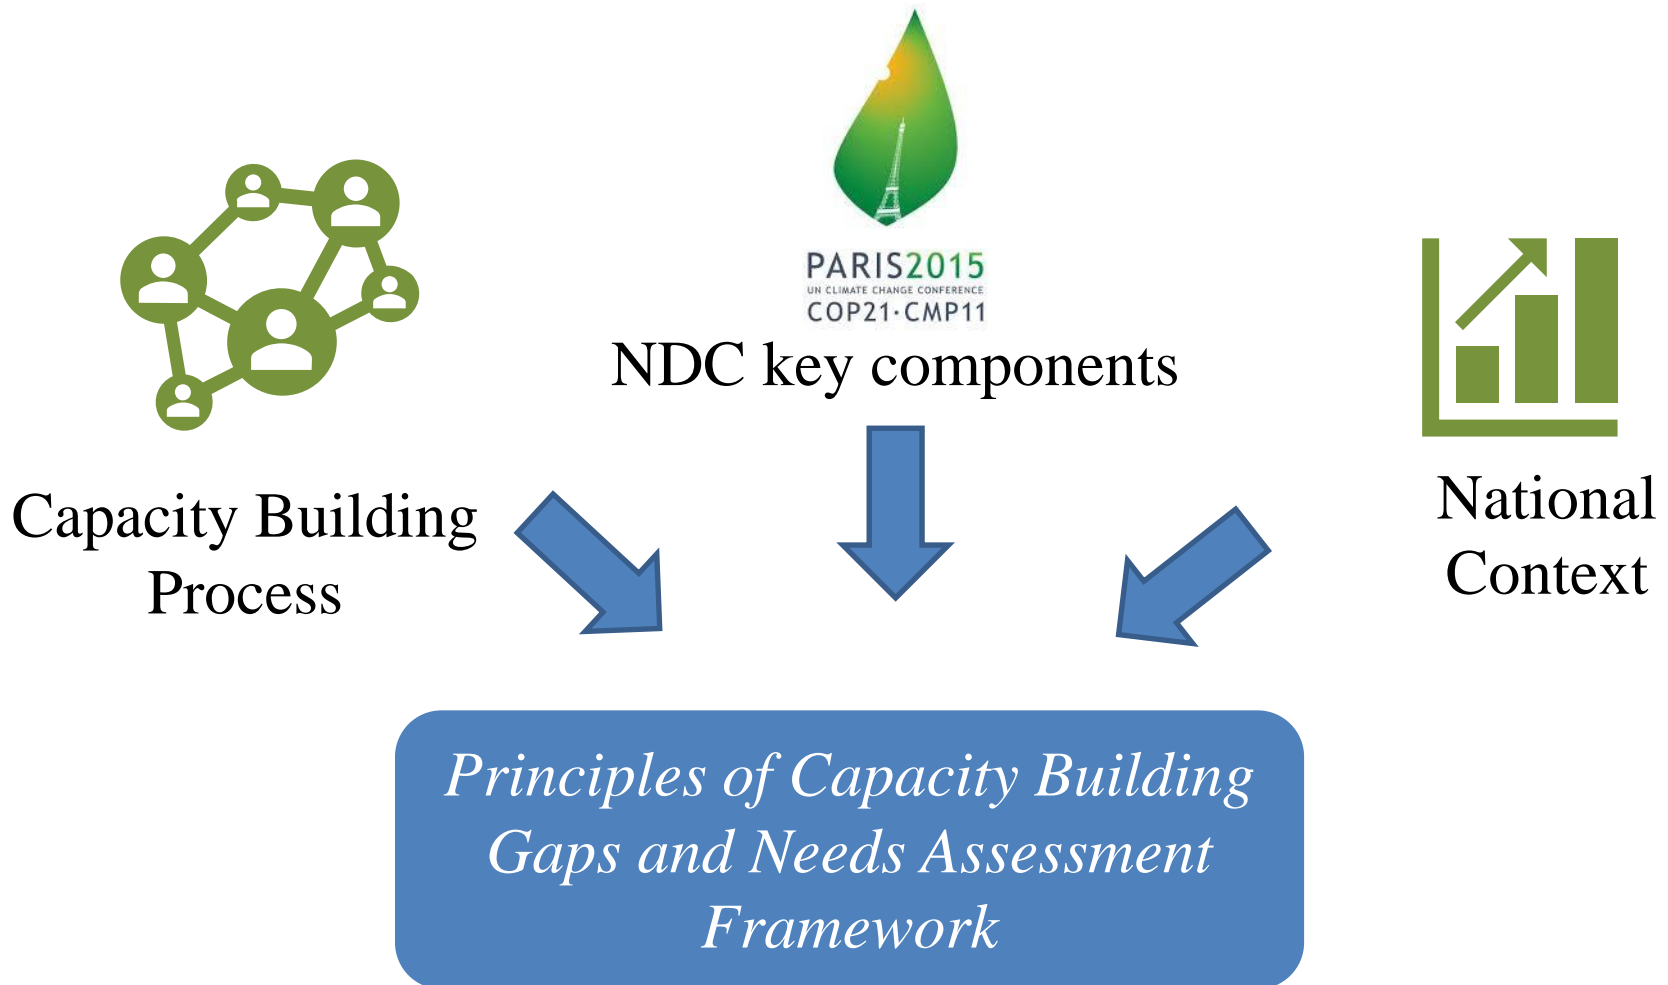 PARIS2015
UN CLIMATE CHANGE CONFERENCE
COP21·CMP11
NDC key components
Capacity Building
Process
National
Context
Principles of Capacity Building
Gaps and Needs Assessment
Framework